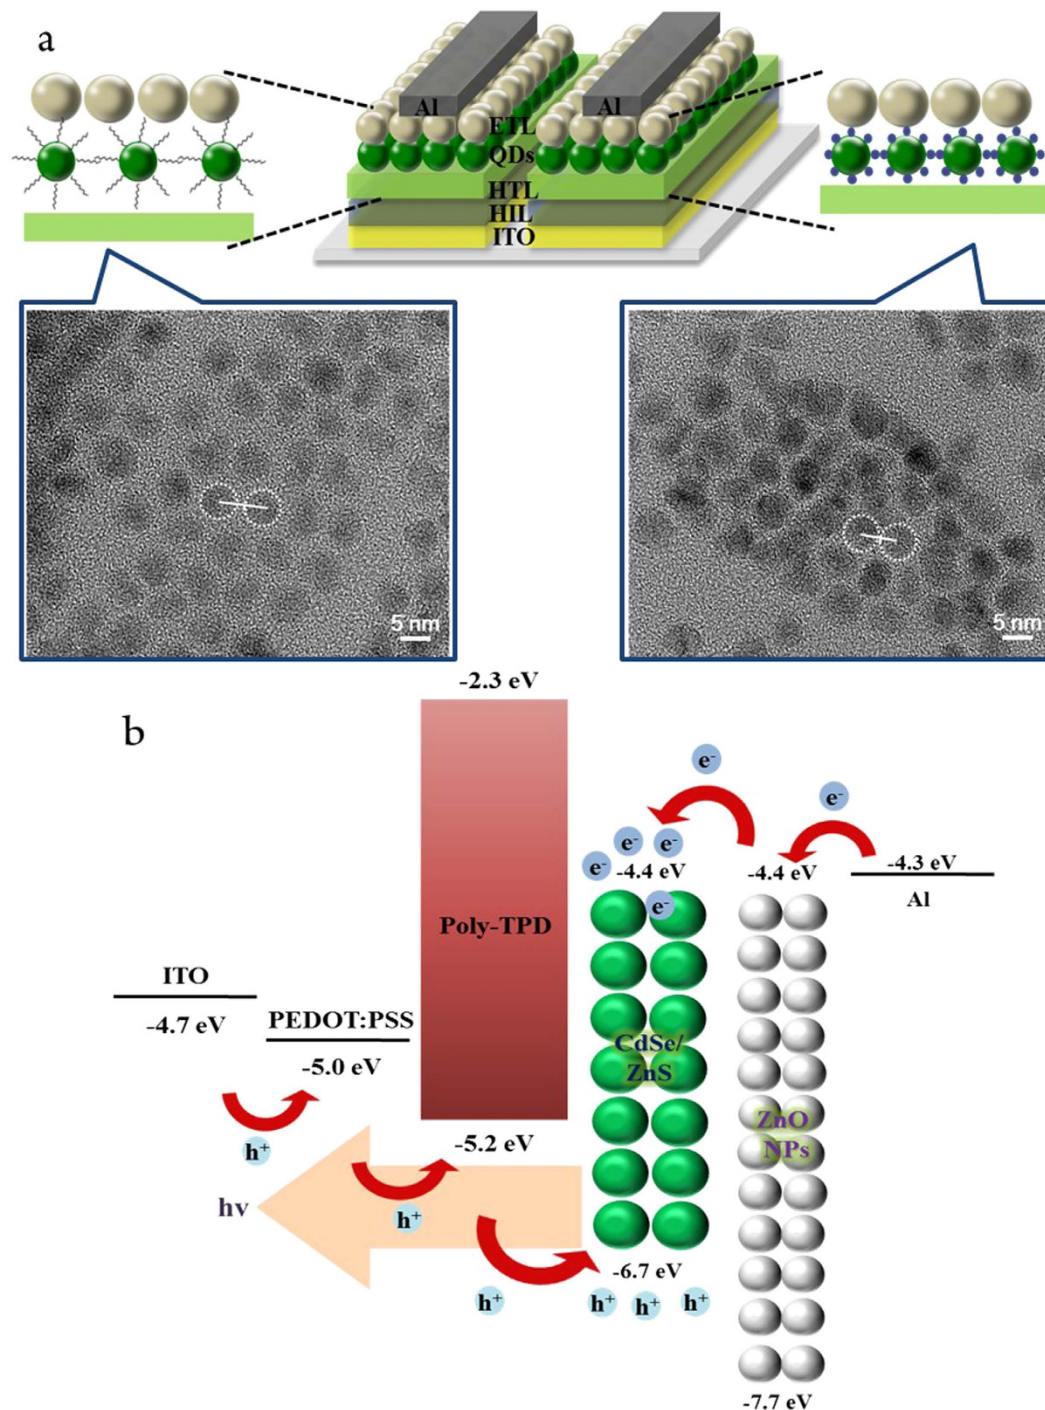 a
Al
Al
ETL
QDs
HTL
HIL
ITO
5 nm
5 nm
-2.3 eV
b
e-
e-
e-
e-
e-
-4.4 eV
-4.4 eV
-4.3 eV
Al
e-
Poly-TPD
ITO
-4.7 eV
PEDOT:PSS
-5.0 eV
CdSe/
ZnS
ZnO
NPs
-5.2 eV
h+
hν
h+
-6.7 eV
h+
h+
h+
h+
-7.7 eV